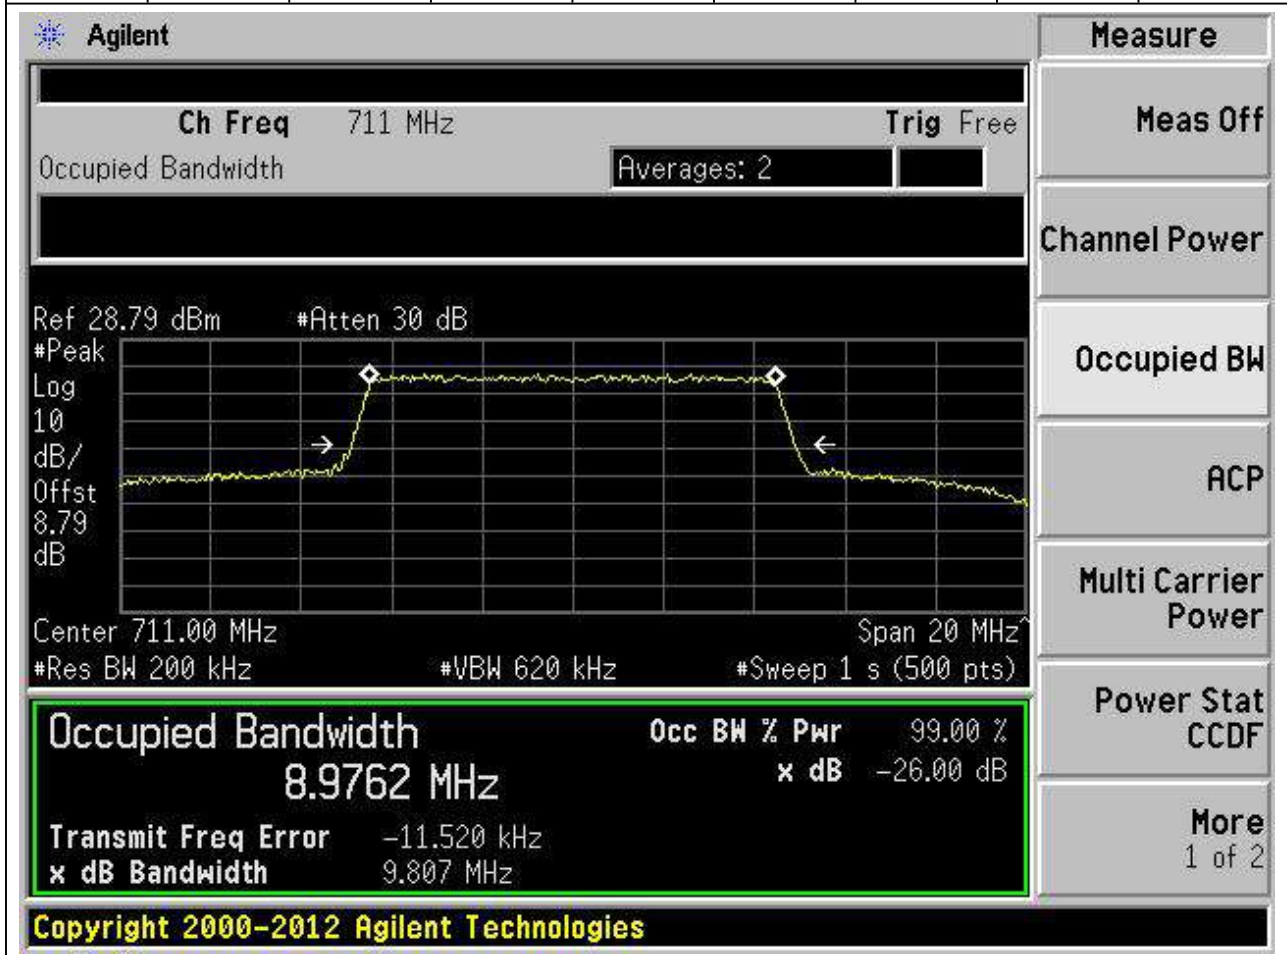 Agilent
Measure
Ch Freq 711 MHz Trig Free
Occupied Bandwidth Averages: 2
Meas Off
Channel Power
Occupied BW
ACP
Multi Carrier
Power
Power Stat
CCDF
More
1 of 2
Ref 28.79 dBm #Atten 30 dB
#Peak
Log
10
dB/
Offst
8.79
dB
Center 711.00 MHz Span 20 MHz^
#Res BW 200 kHz #VBW 620 kHz #Sweep 1 s (500 pts)
Occupied Bandwidth Occ BW % Pwr 99.00 %
8.9762 MHz x dB -26.00 dB
Transmit Freq Error -11.520 kHz
x dB Bandwidth 9.807 MHz
Copyright 2000-2012 Agilent Technologies